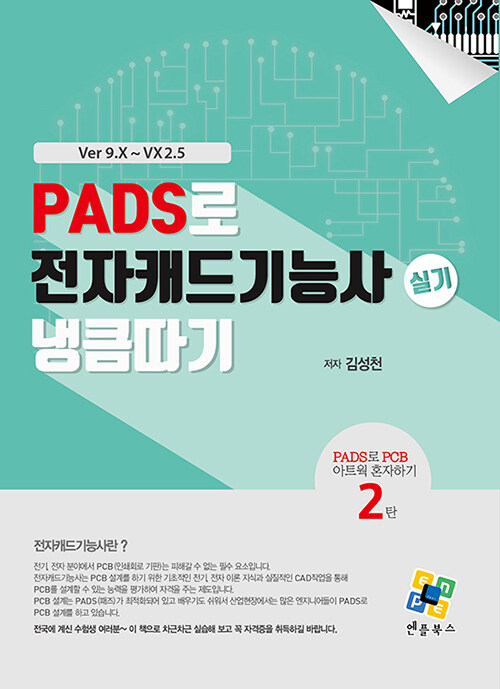 Ver 9.X ~ VX2.5
PADS로
전자캐드기능사 실기
냉큼따기
저자 김성천
PADS로 PCB
아트웍 혼자하기
2탄
전자캐드기능사란 ?
전기, 전자 분야에서 PCB(인쇄회로 기판)는 피해갈 수 없는 필수 요소입니다.
전자캐드기능사는 PCB 설계를 하기 위한 기초적인 전기, 전자 이론 지식과 실질적인 CAD작업을 통해
PCB를 설계할 수 있는 능력을 평가하여 자격을 주는 제도입니다.
PCB 설계는 PADS(패즈)가 최적화되어 있고 배우기도 쉬워서 산업현장에서는 많은 엔지니어들이 PADS로
PCB 설계를 하고 있습니다.
전국에 계신 수험생 여러분~ 이 책으로 차근차근 실습해 보고 꼭 자격증을 취득하길 바랍니다.
E N
P E
엔플북스